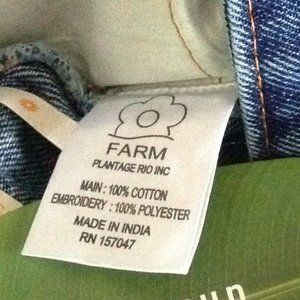 FARM
PLANTAGE RIO INC
MAIN : 100% COTTON
EMBROIDERY : 100% POLYESTER
MADE IN INDIA
RN 157047